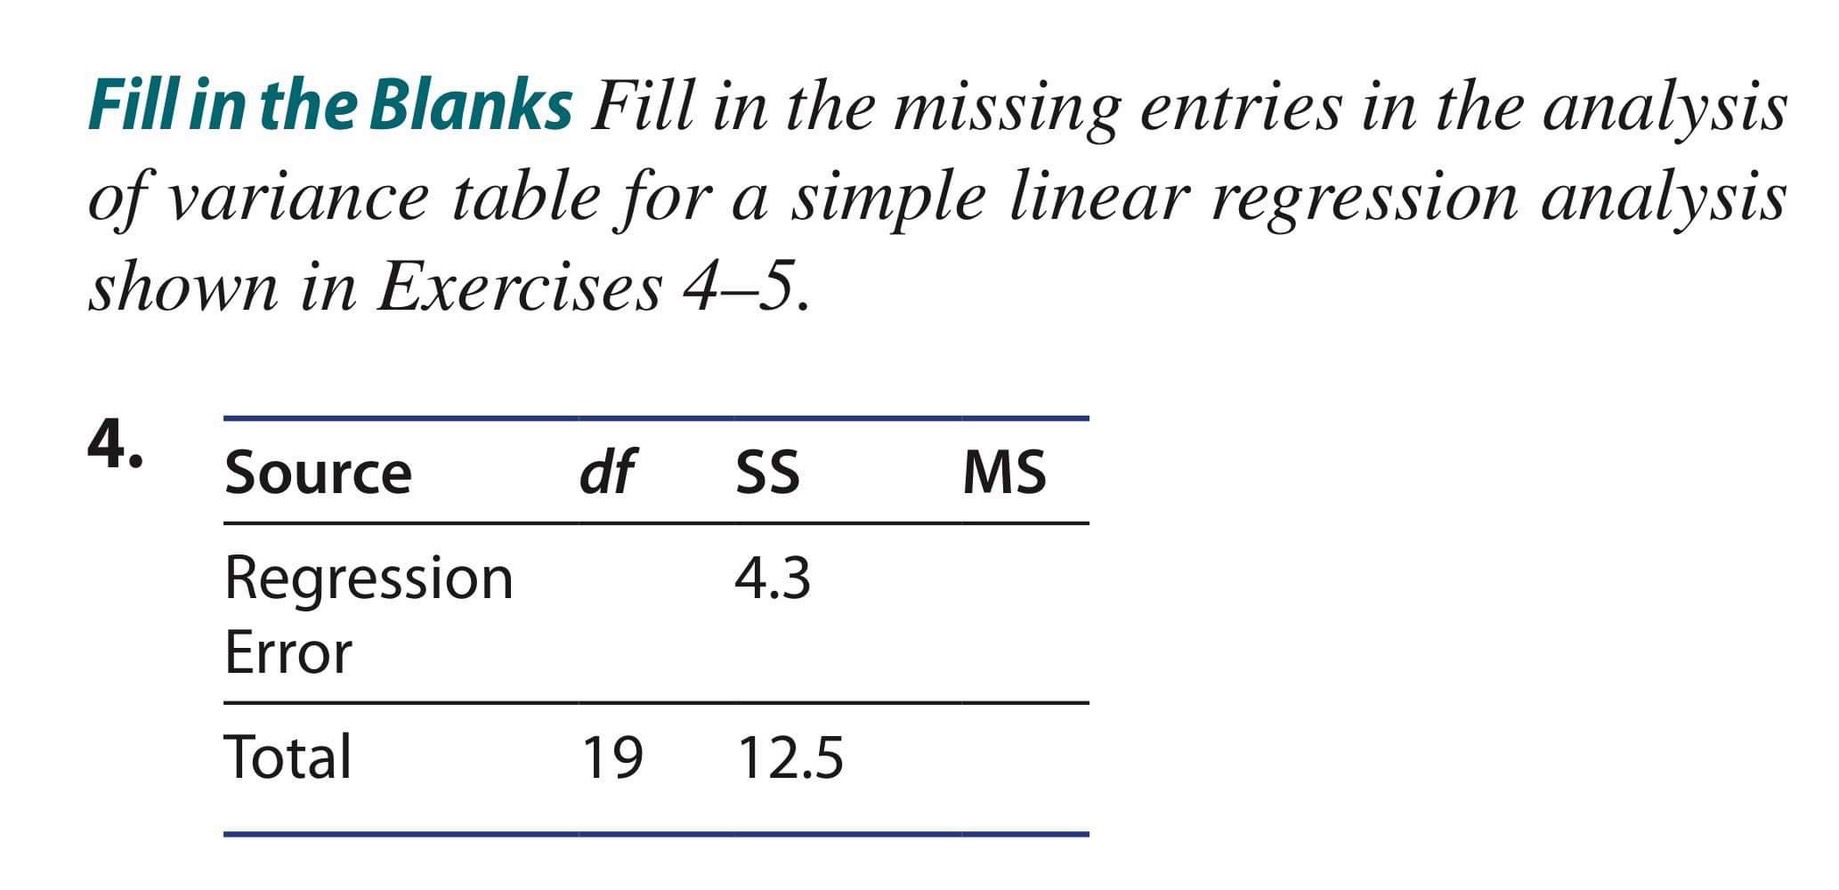 Fill in the Blanks Fill in the missing entries in the analysis
of variance table for a simple linear regression analysis
shown in Exercises 4–5.
4.
Source df SS MS
Regression 4.3
Error
Total 19 12.5